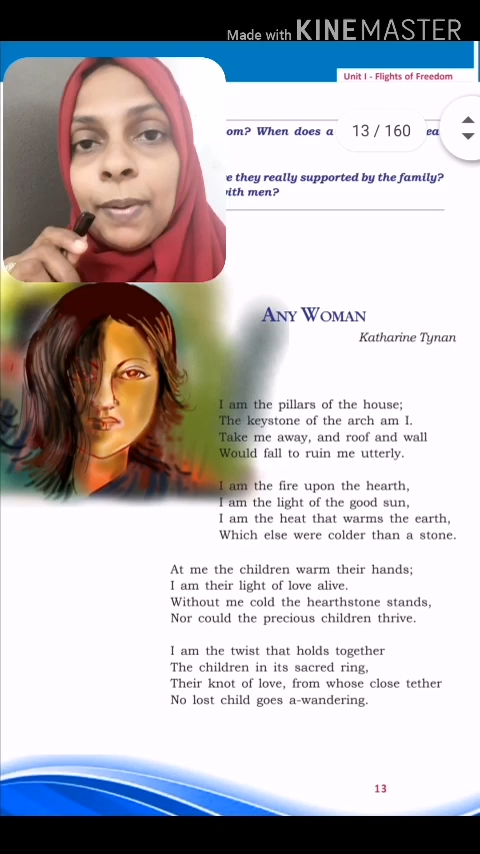 Made with KINEMASTER
Unit I - Flights of Freedom
om? When does a
13 / 160
ea
re they really supported by the family?
with men?
ANY WOMAN
Katharine Tynan
I am the pillars of the house;
The keystone of the arch am I.
Take me away, and roof and wall
Would fall to ruin me utterly.
I am the fire upon the hearth,
I am the light of the good sun,
I am the heat that warms the earth,
Which else were colder than a stone.
At me the children warm their hands;
I am their light of love alive.
Without me cold the hearthstone stands,
Nor could the precious children thrive.
I am the twist that holds together
The children in its sacred ring,
Their knot of love, from whose close tether
No lost child goes a-wandering.
13